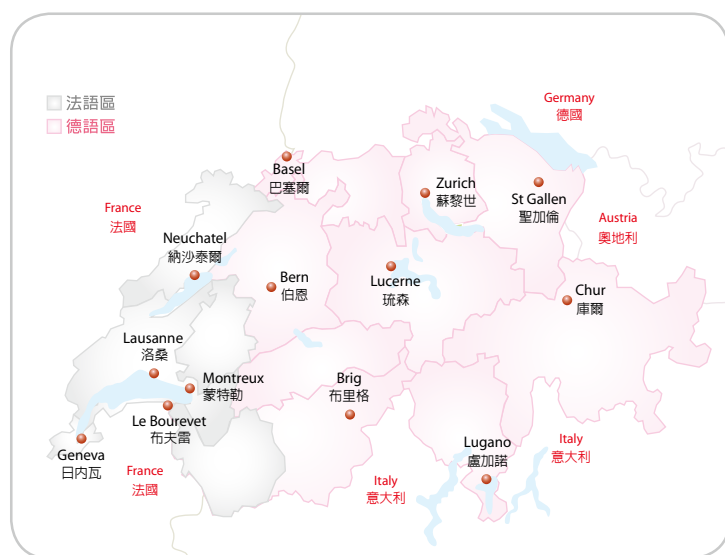 法語區
德語區
Germany
德國
Basel
巴塞爾
Zurich
蘇黎世
St Gallen
聖加倫
France
法國
Austria
奧地利
Neuchatel
納沙泰爾
Bern
伯恩
Lucerne
琉森
Chur
庫爾
Lausanne
洛桑
Montreux
蒙特勒
Brig
布里格
Le Bourevet
布夫雷
Geneva
日內瓦
France
法國
Lugano
盧加諾
Italy
意大利
Italy
意大利